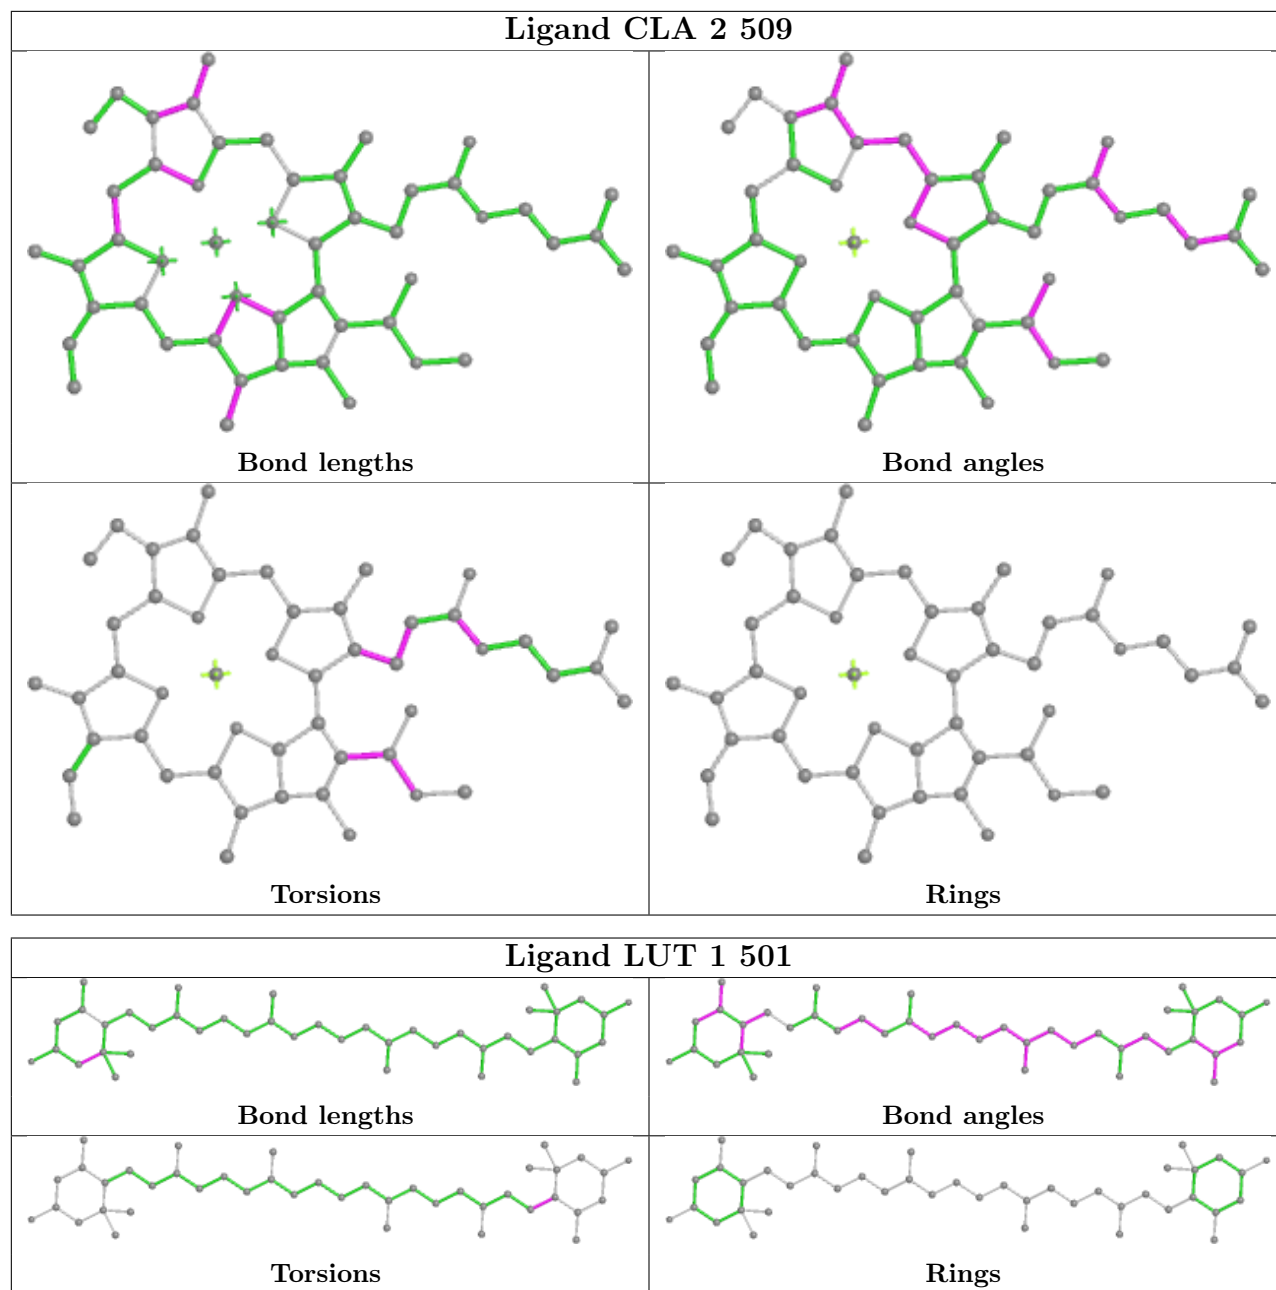 Ligand CLA 2 509
Bond lengths
Bond angles
Torsions
Rings
Ligand LUT 1 501
Bond lengths
Bond angles
Torsions
Rings